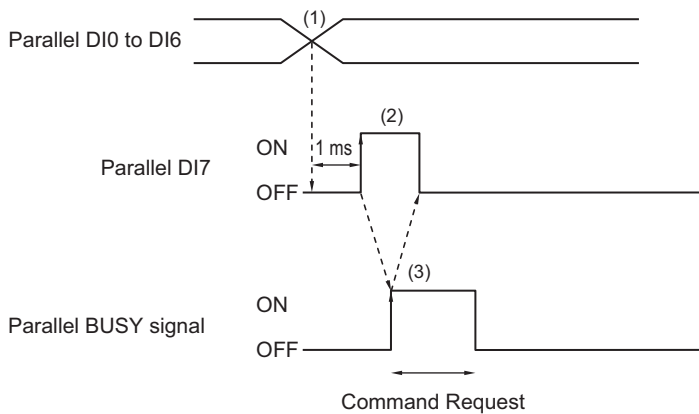 Parallel DI0 to DI6
(1)
(2)
Parallel DI7
ON
1 ms
OFF
(3)
Parallel BUSY signal
ON
OFF
Command Request